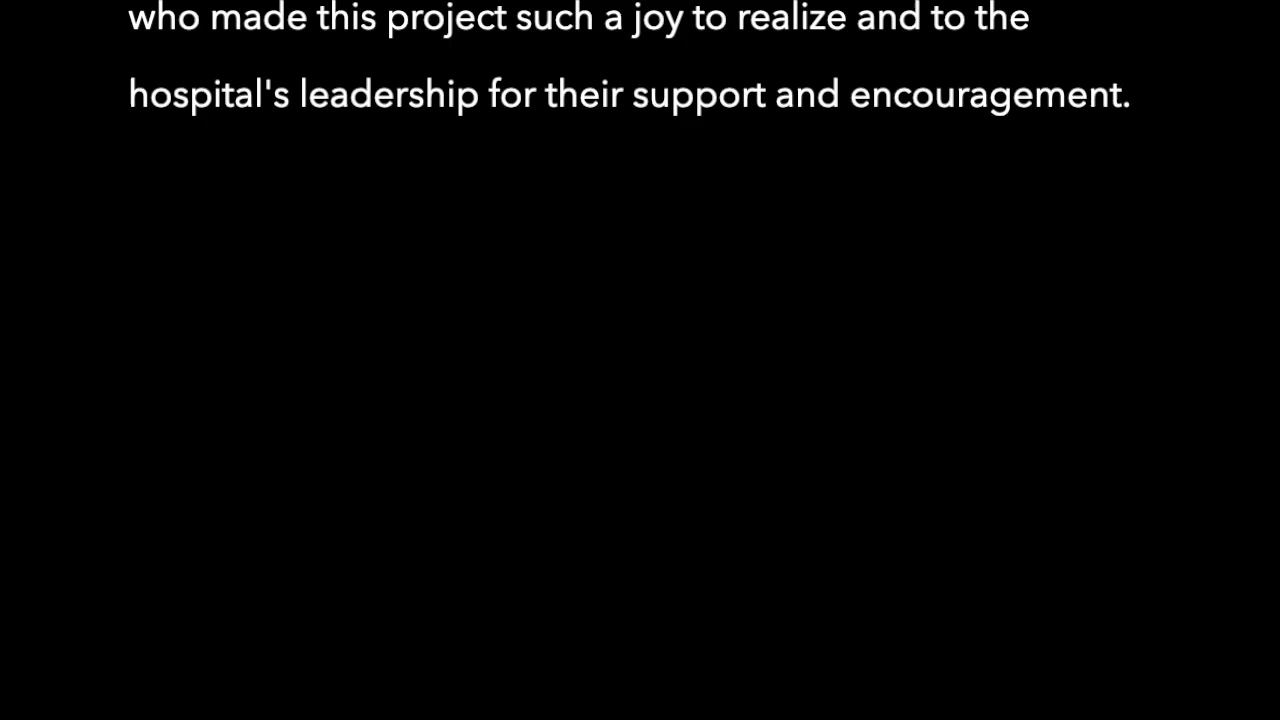 who made this project such a joy to realize and to the
hospital's leadership for their support and encouragement.